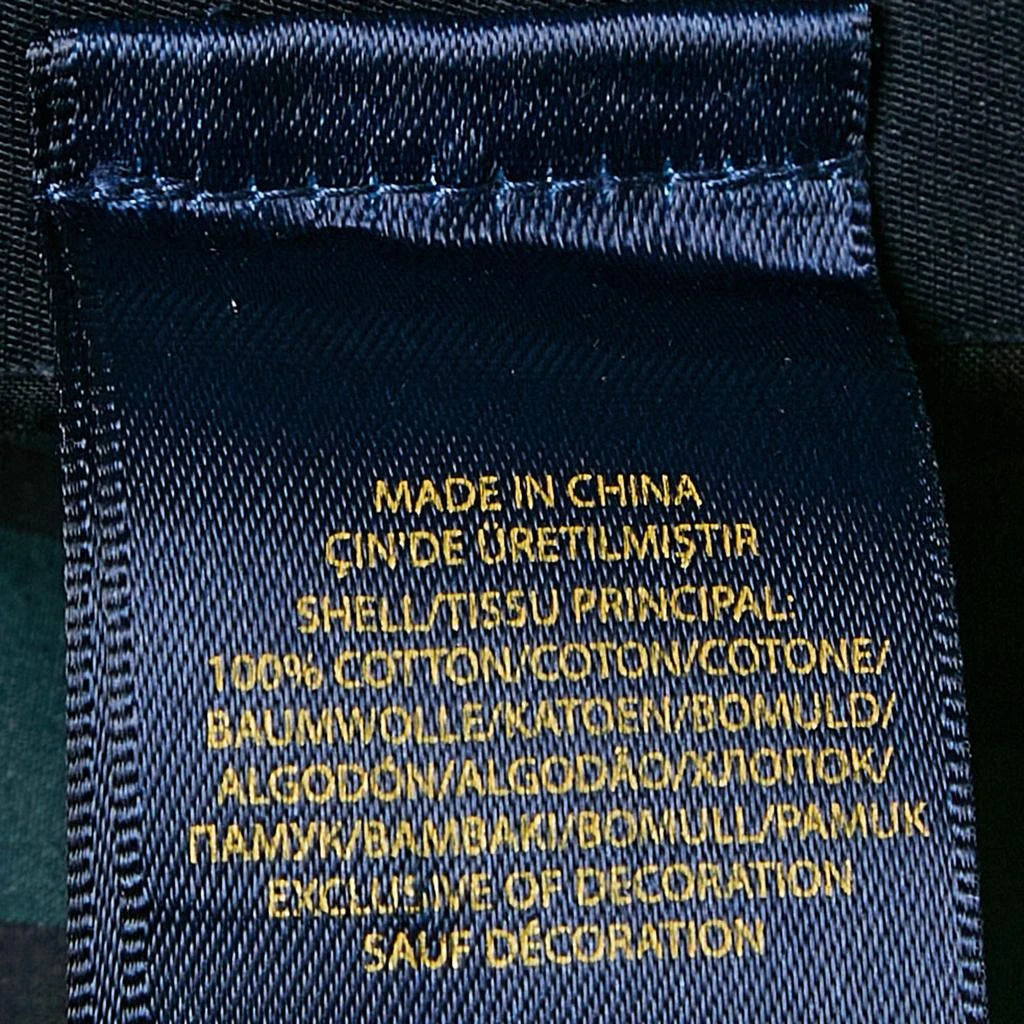 MADE IN CHINA
ÇIN'DE ÜRETILMIŞTIR
SHELL/TISSU PRINCIPAL:
100% COTTON/COTON/COTONE/
BAUMWOLLE/KATOEN/BOMULD/
ALGODÓN/ALGODÃO/ХЛОПОК/
ПАМУК/BAMBAKI/BOMULL/PAMUK
EXCLUSIVE OF DECORATION
SAUF DÉCORATION